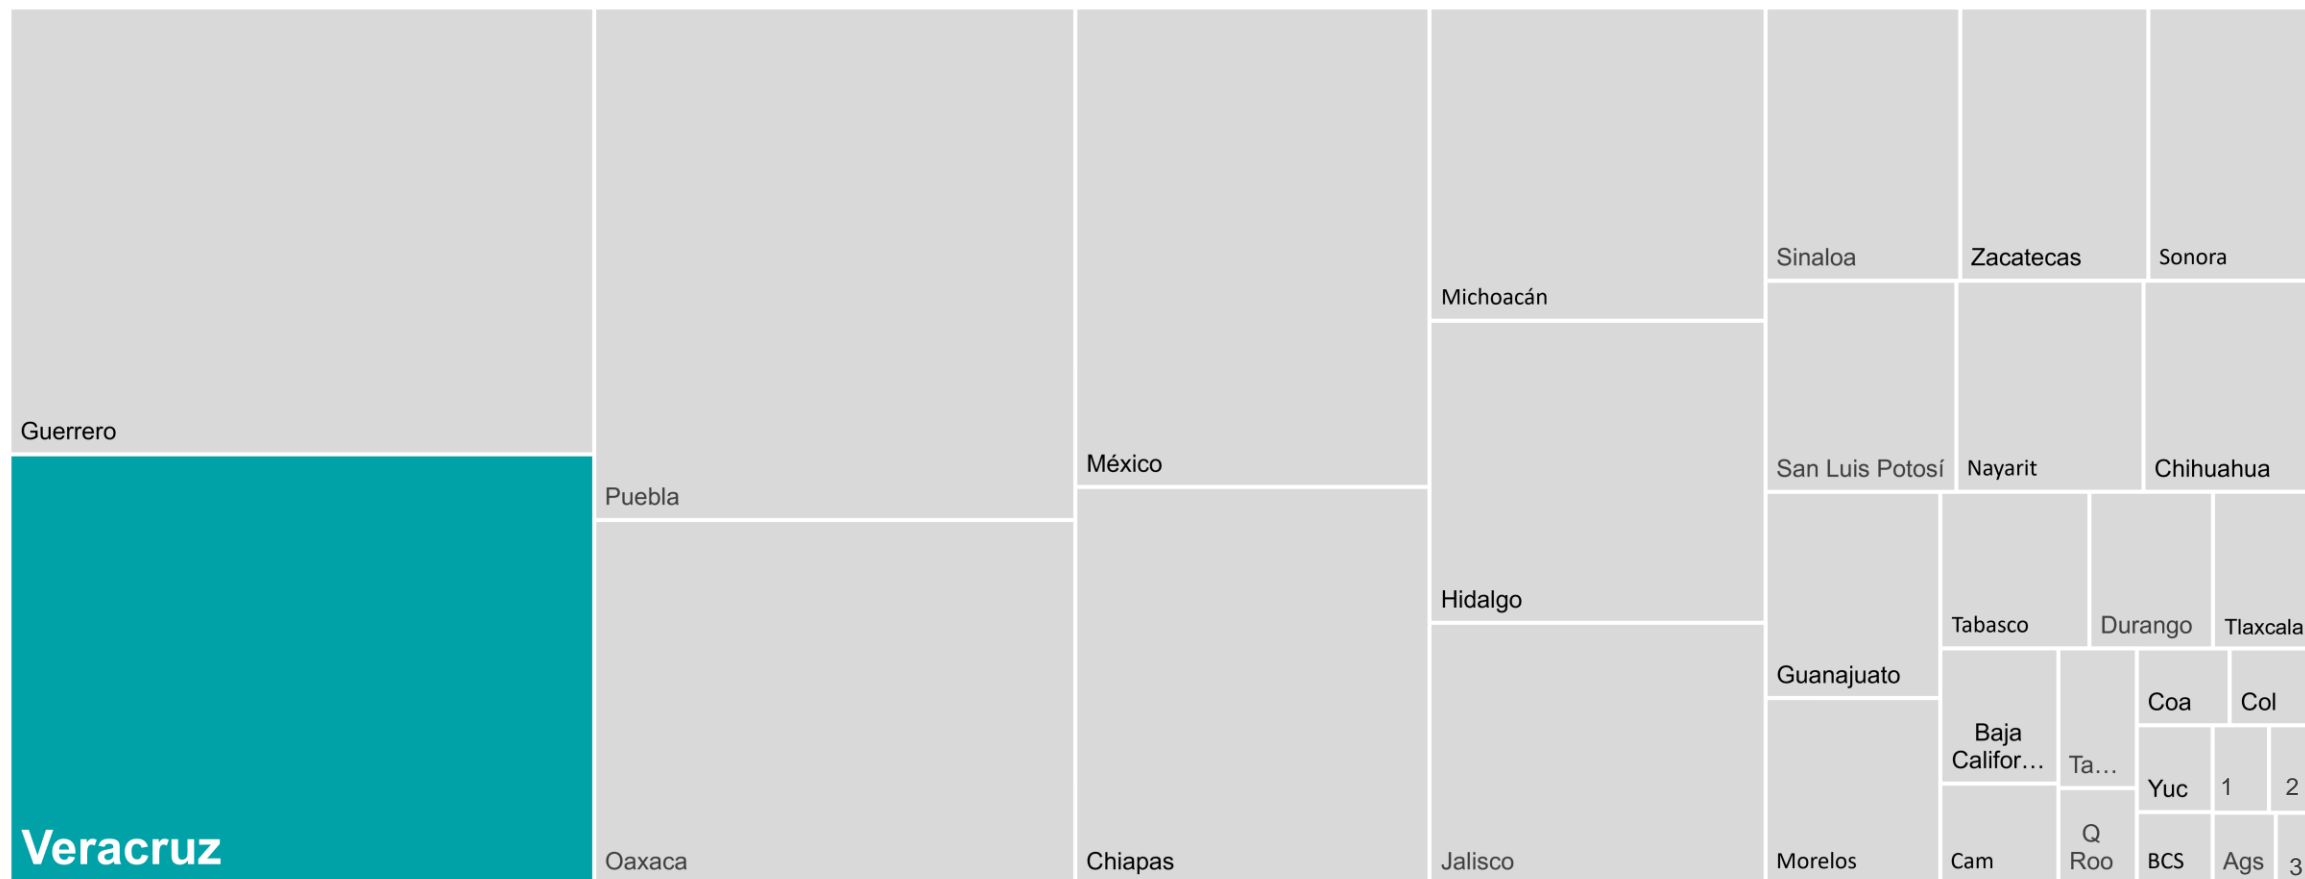 Guerrero
Veracruz
Puebla
Oaxaca
México
Chiapas
Michoacán
Hidalgo
Jalisco
Sinaloa
Zacatecas
Sonora
San Luis Potosí
Nayarit
Chihuahua
Guanajuato
Morelos
Tabasco
Durango
Tlaxcala
Baja
Califor…
Cam
Ta…
Q
Roo
Coa
Col
Yuc
1
2
BCS
Ags
3